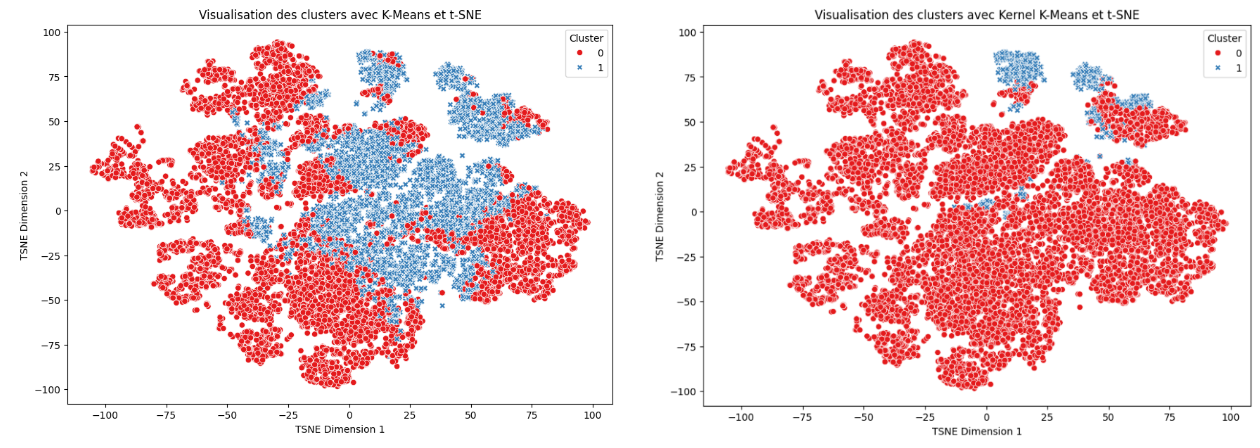 Visualisation des clusters avec K-Means et t-SNE
100
75
50
25
0
−25
−50
−75
−100
TSNE Dimension 2
−100 −75 −50 −25 0 25 50 75 100
TSNE Dimension 1
Cluster
0
1
Visualisation des clusters avec Kernel K-Means et t-SNE
100
75
50
25
0
−25
−50
−75
−100
TSNE Dimension 2
−100 −75 −50 −25 0 25 50 75 100
TSNE Dimension 1
Cluster
0
1